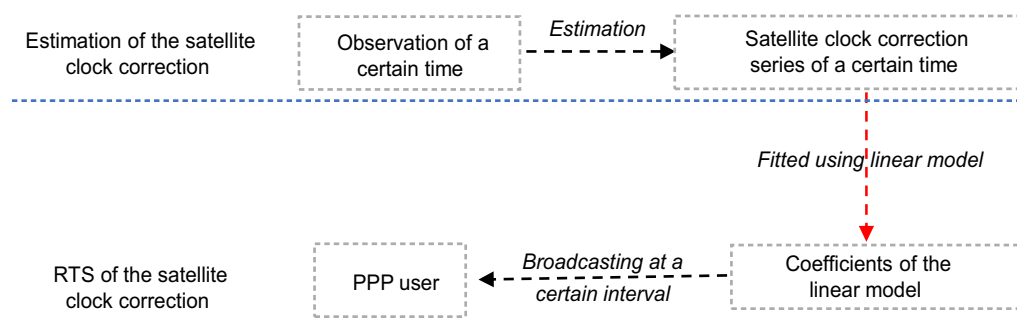 Estimation of the satellite
clock correction
Observation of a
certain time
Estimation
Satellite clock correction
series of a certain time
Fitted using linear model
RTS of the satellite
clock correction
PPP user
Broadcasting at a
certain interval
Coefficients of the
linear model